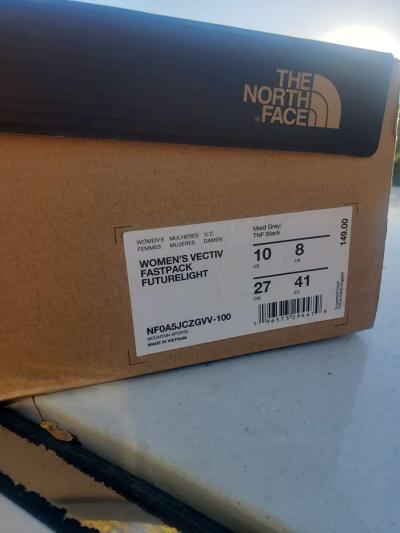 THE
NORTH
FACE
WOMEN'S MULHERES 女式
FEMMES MUJERES DAMEN
WOMEN'S VECTIV
FASTPACK
FUTURELIGHT
NF0A5JCZGVV-100
MOUNTAIN SPORTS
MADE IN VIETNAM
Meld Grey/
TNF Black
10 8
US UK
27 41
CM EU
149.00